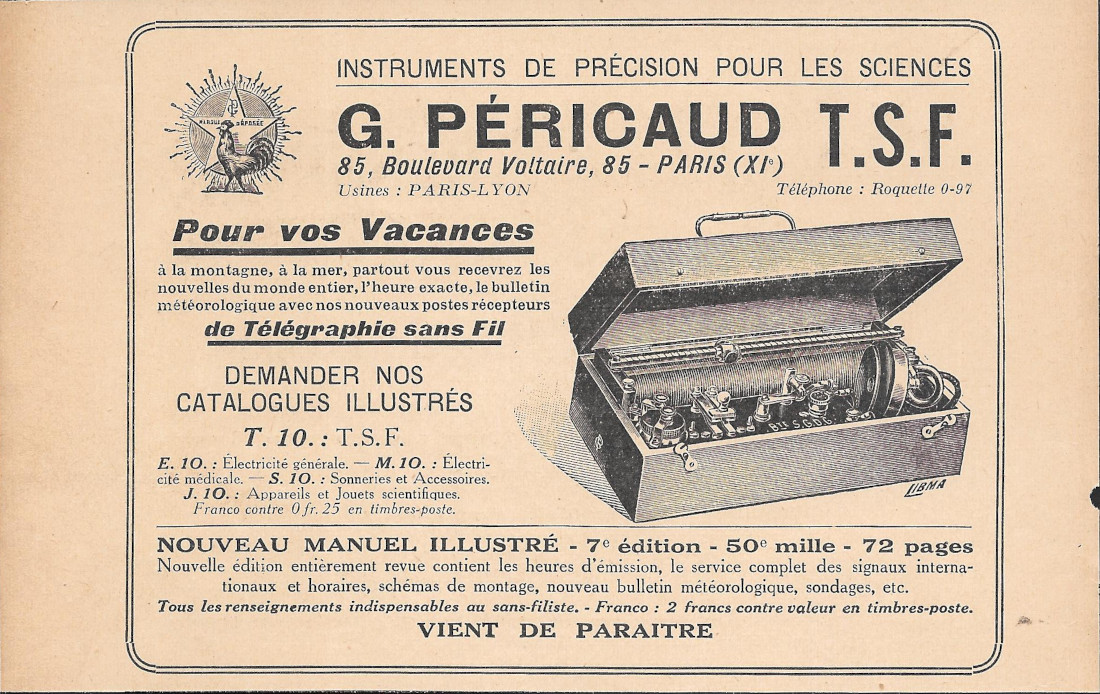 INSTRUMENTS DE PRÉCISION POUR LES SCIENCES
MARQUE DÉPOSÉE
G. PÉRICAUD T.S.F.
85, Boulevard Voltaire, 85 - PARIS (XIe)
Usines : PARIS-LYON Téléphone : Roquette 0-97
Pour vos Vacances
à la montagne, à la mer, partout vous recevrez les
nouvelles du monde entier, l'heure exacte, le bulletin
météorologique avec nos nouveaux postes récepteurs
de Télégraphie sans Fil
DEMANDER NOS
CATALOGUES ILLUSTRÉS
T. 10. : T.S.F.
E. 10. : Électricité générale. — M. 10. : Électri-
cité médicale. — S. 10. : Sonneries et Accessoires.
J. 10. : Appareils et Jouets scientifiques.
Franco contre 0 fr. 25 en timbres-poste.
Bte S.G.D.G.
LIBMA
NOUVEAU MANUEL ILLUSTRÉ - 7e édition - 50e mille - 72 pages
Nouvelle édition entièrement revue contient les heures d'émission, le service complet des signaux interna-
tionaux et horaires, schémas de montage, nouveau bulletin météorologique, sondages, etc.
Tous les renseignements indispensables au sans-filiste. - Franco : 2 francs contre valeur en timbres-poste.
VIENT DE PARAITRE